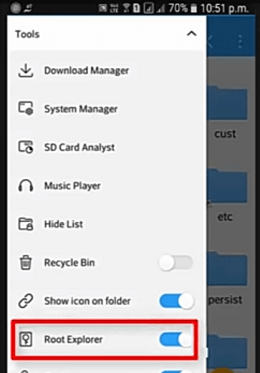 70% 10:51 p.m.
Tools
Download Manager
System Manager
SD Card Analyst
cust
Music Player
Hide List
etc
Recycle Bin
Show icon on folder
persist
Root Explorer